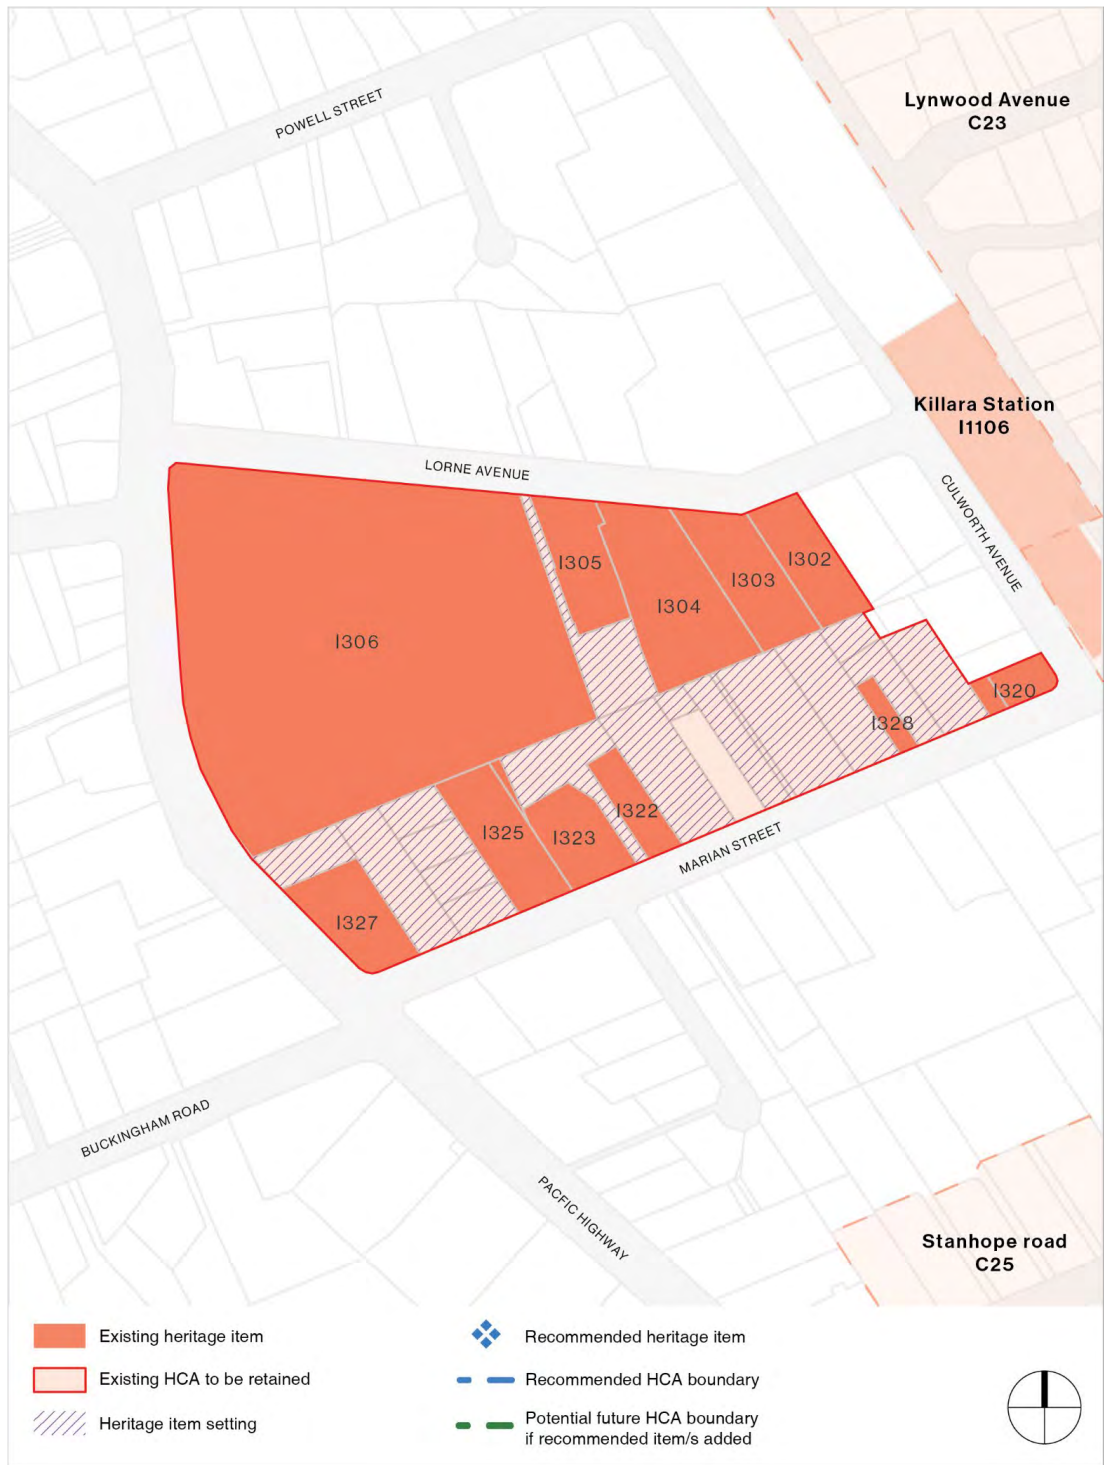 Lynwood Avenue
C23
POWELL STREET
Killara Station
I1106
LORNE AVENUE
CULWORTH AVENUE
I305
I302
I303
I304
I306
I320
I328
I322
I325
I323
MARIAN STREET
I327
BUCKINGHAM ROAD
PACFIC HIGHWAY
Stanhope road
C25
Existing heritage item
Existing HCA to be retained
Heritage item setting
Recommended heritage item
Recommended HCA boundary
Potential future HCA boundary
if recommended item/s added